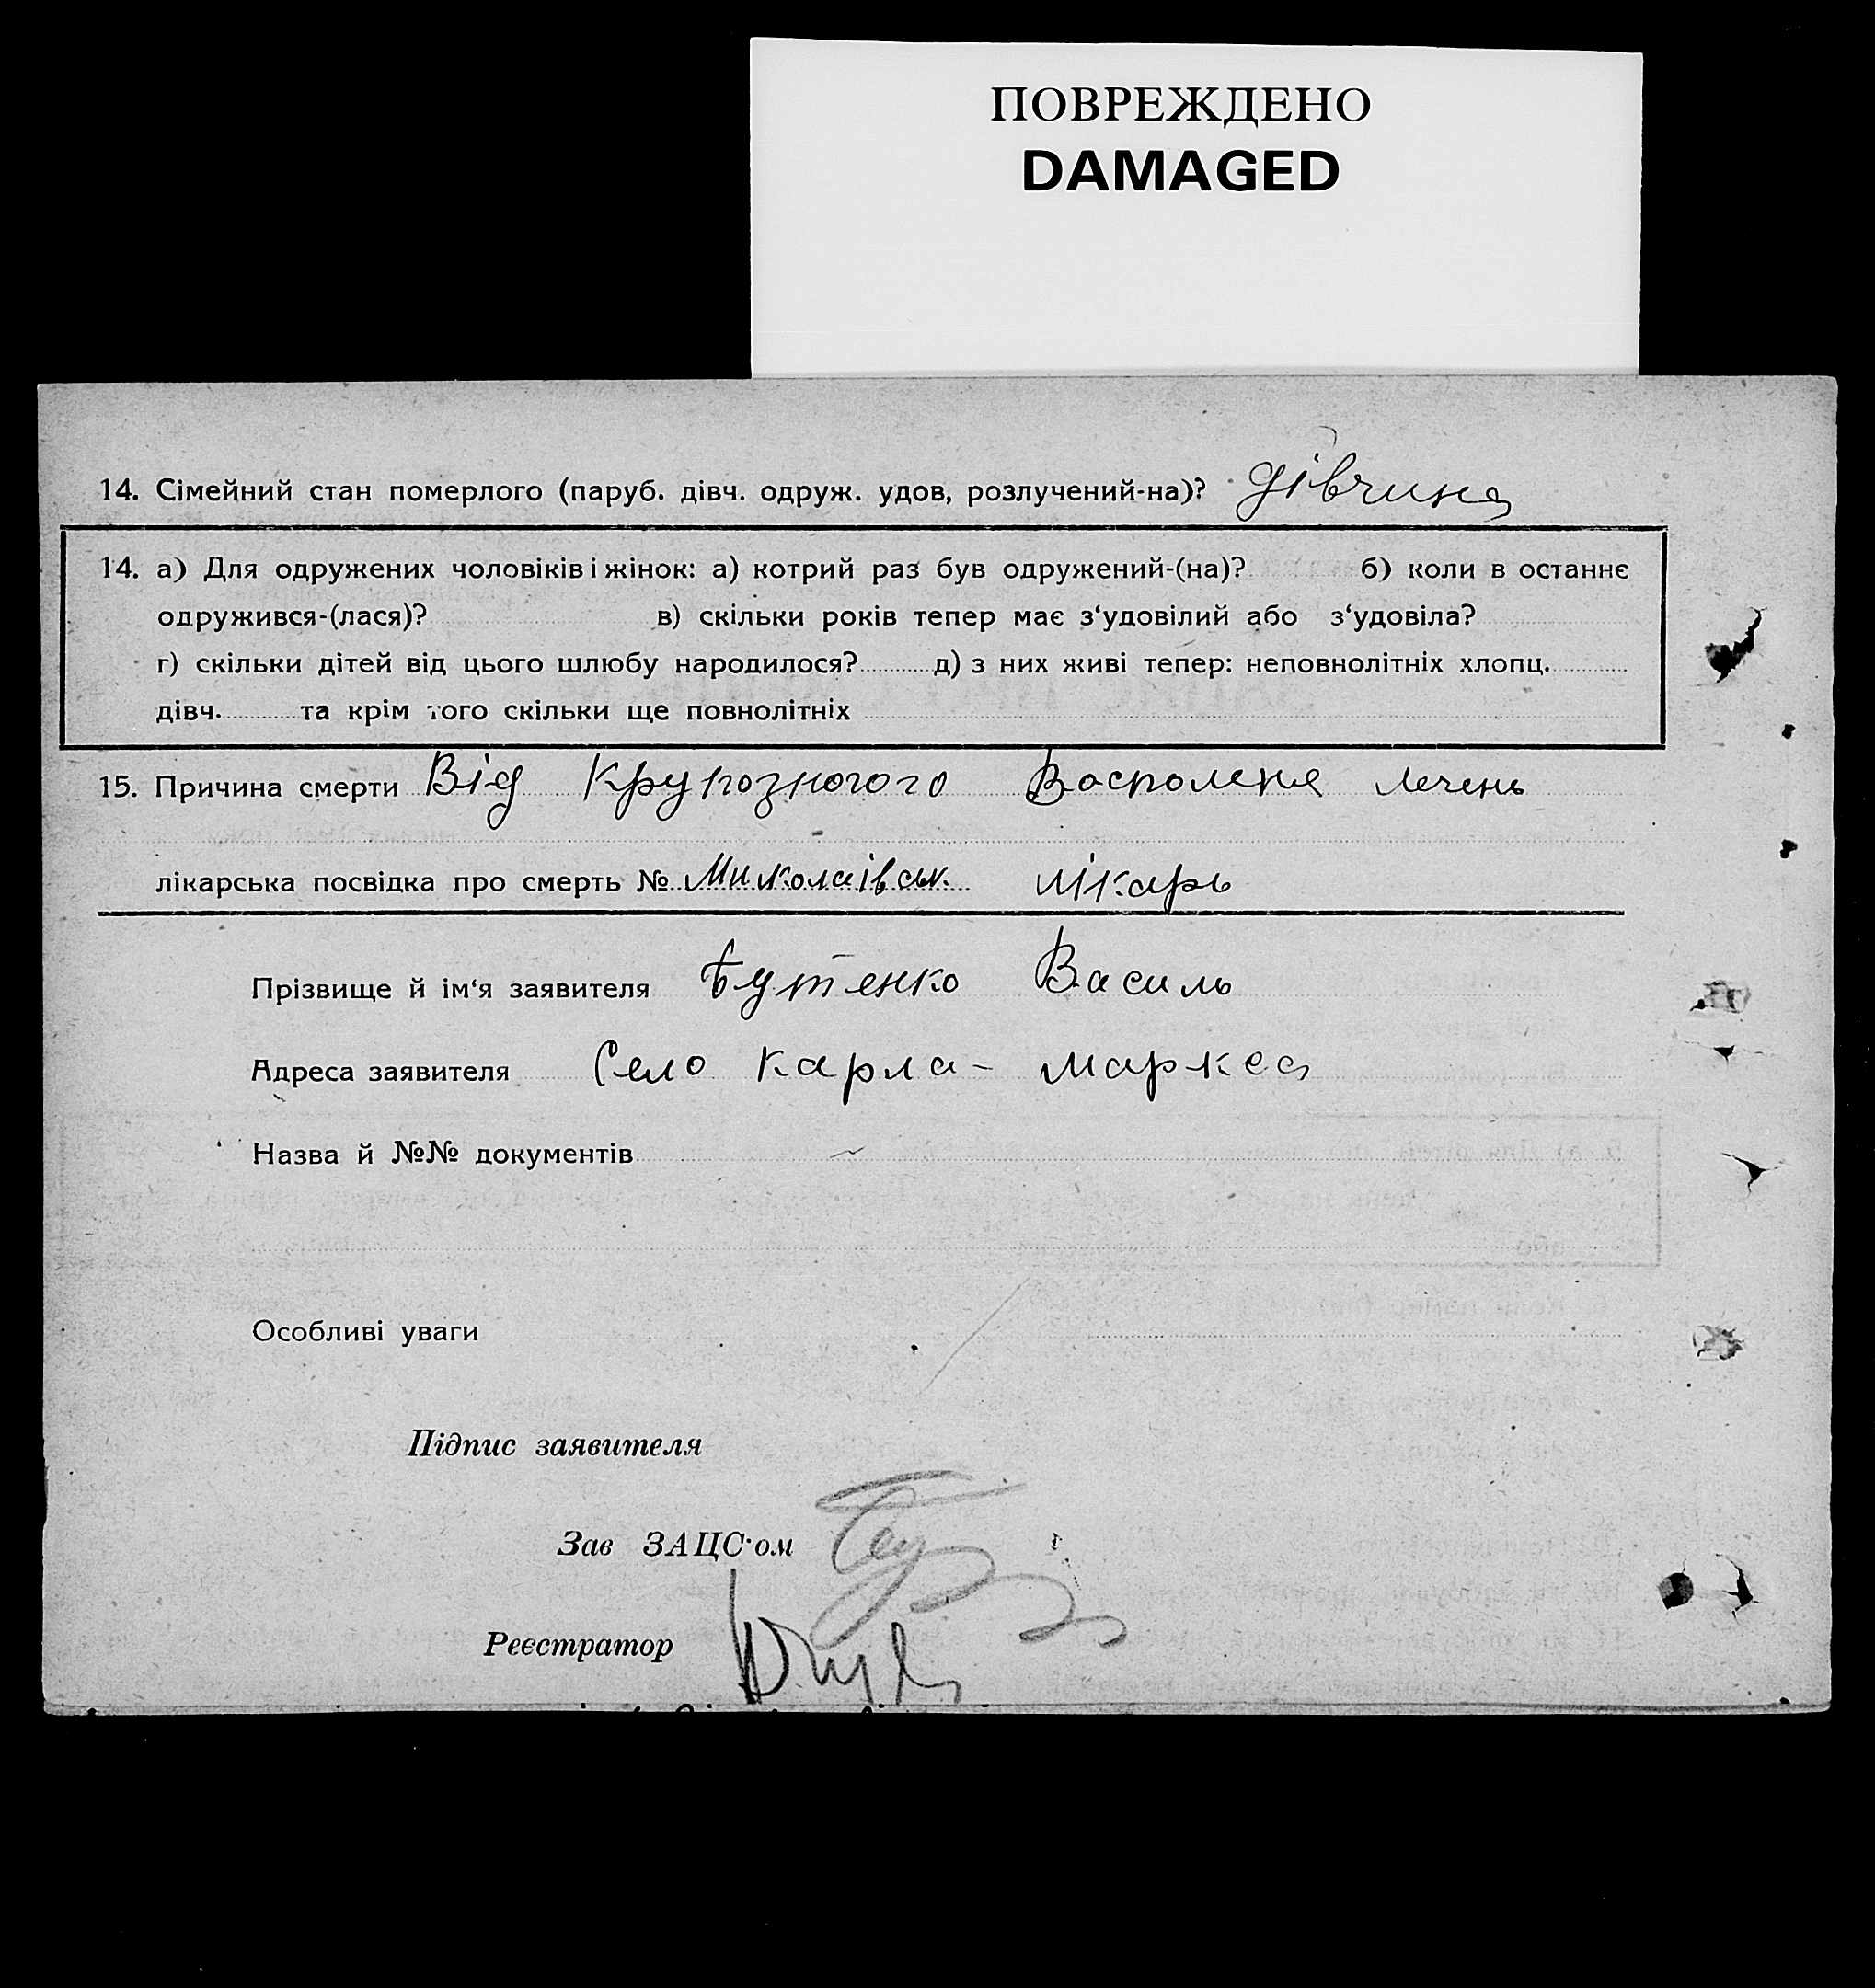 ПОВРЕЖДЕНО
DAMAGED
14. Сімейний стан померлого (паруб. дівч. одруж. удов, розлучений-на)? дівчина
14. а) Для одружених чоловіків і жінок: а) котрий раз був одружений-(на)? б) коли в останнє
одружився-(лася)? в) скільки років тепер має з‘удовілий або з‘удовіла?
г) скільки дітей від цього шлюбу народилося? д) з них живі тепер: неповнолітніх хлопц.
дівч. та крім того скільки ще повнолітніх
15. Причина смерти Від Крупозного Восполеня
лікарська посвідка про смерть № Миколаівськ. лікарь
Прізвище й ім‘я заявителя Бутенко Василь
Адреса заявителя Село Карла-Маркса
Назва й №№ документів
Особливі уваги
Підпис заявителя
Зав ЗАЦС·ом
Реєстратор